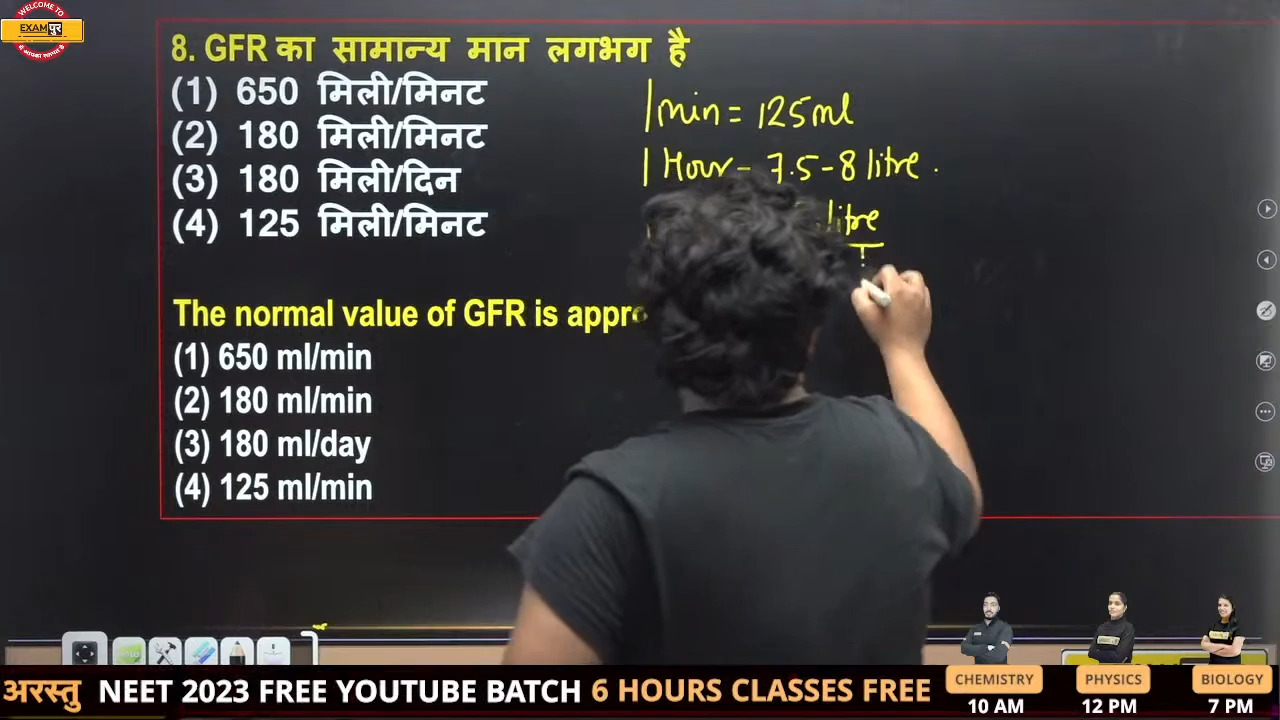 WELCOME TO
EXAMपुर
8. GFR का सामान्य मान लगभग है
(1) 650 मिली/मिनट
(2) 180 मिली/मिनट
(3) 180 मिली/दिन
(4) 125 मिली/मिनट
1 min = 125 ml
1 Hour - 7.5-8 litre.
litre
The normal value of GFR is appro
(1) 650 ml/min
(2) 180 ml/min
(3) 180 ml/day
(4) 125 ml/min
अरस्तु NEET 2023 FREE YOUTUBE BATCH 6 HOURS CLASSES FREE
CHEMISTRY
10 AM
PHYSICS
12 PM
BIOLOGY
7 PM